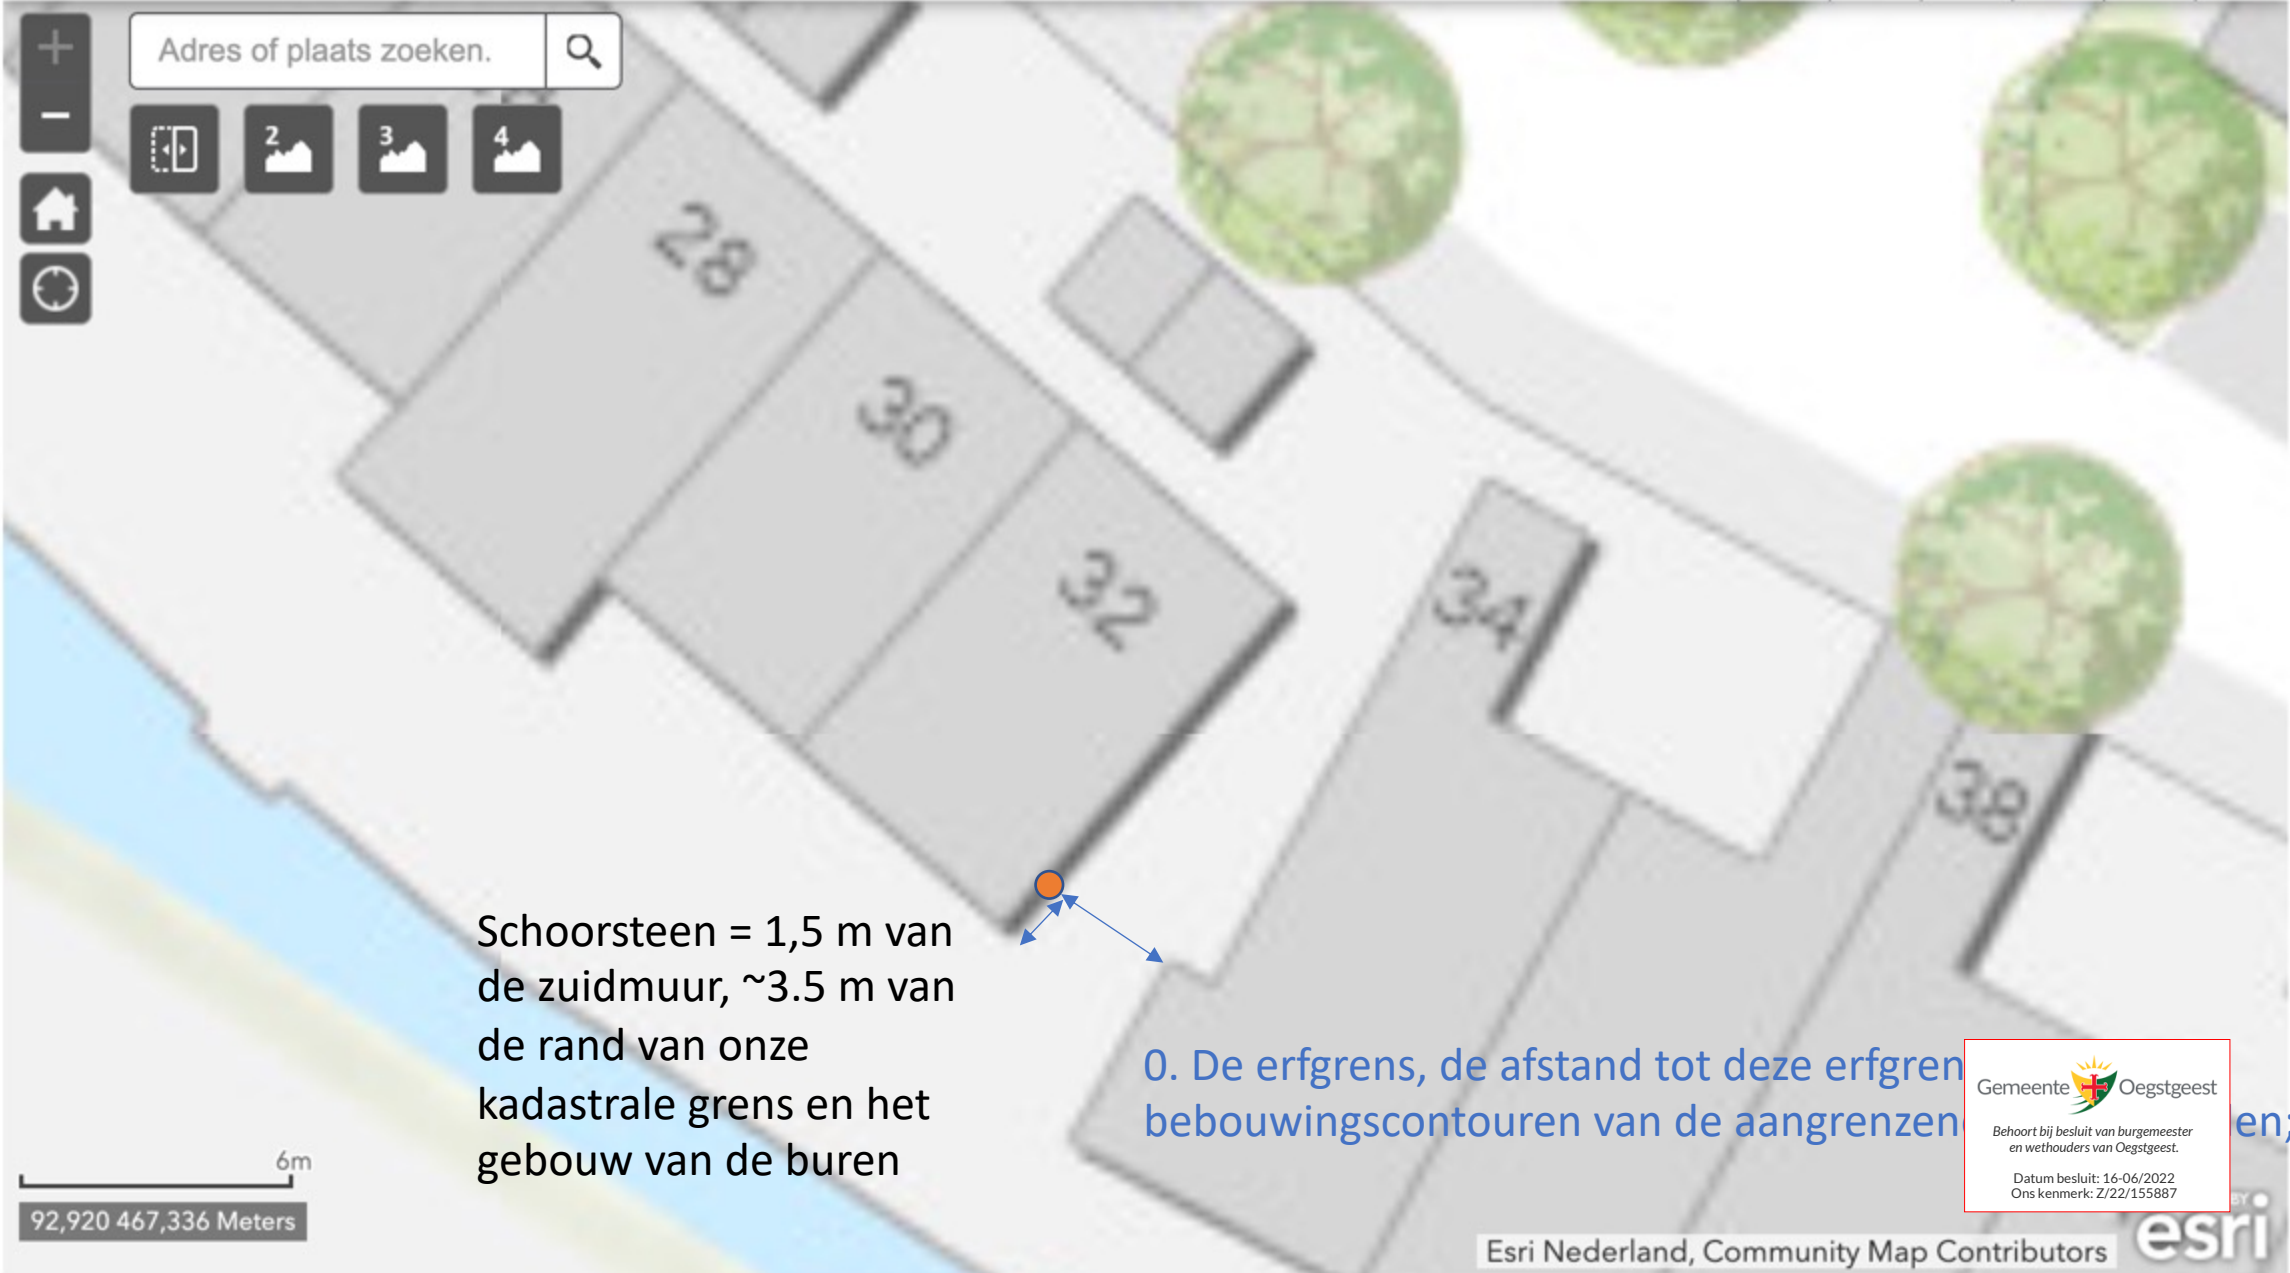 Adres of plaats zoeken.
2
3
4
28
30
32
34
38
Schoorsteen = 1,5 m van
de zuidmuur, ~3.5 m van
de rand van onze
kadastrale grens en het
gebouw van de buren
0. De erfgrens, de afstand tot deze erfgren
bebouwingscontouren van de aangrenzen en;
Gemeente Oegstgeest
Behoort bij besluit van burgemeester
en wethouders van Oegstgeest.
Datum besluit: 16-06/2022
Ons kenmerk: Z/22/155887
6m
92,920 467,336 Meters
BY
esri
Esri Nederland, Community Map Contributors